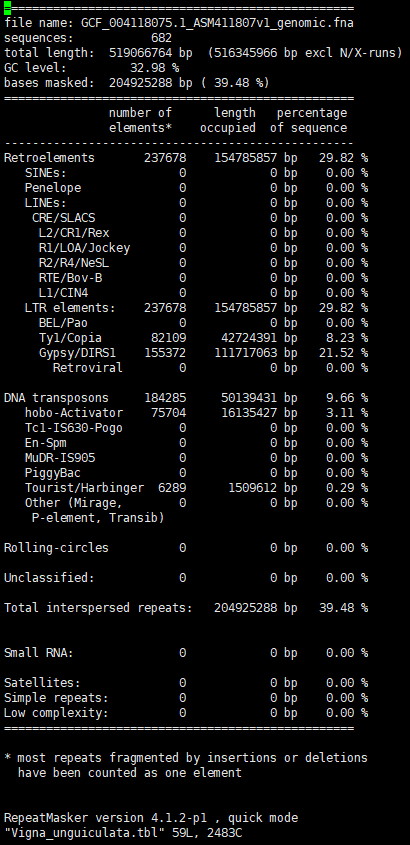 ==================================================
file name: GCF_004118075.1_ASM411807v1_genomic.fna
sequences:           682
total length:  519066764 bp  (516345966 bp excl N/X-runs)
GC level:         32.98 %
bases masked:  204925288 bp ( 39.48 %)
==================================================
               number of      length   percentage
               elements*    occupied  of sequence
--------------------------------------------------
Retroelements       237678    154785857 bp   29.82 %
   SINEs:                0            0 bp    0.00 %
   Penelope              0            0 bp    0.00 %
   LINEs:                0            0 bp    0.00 %
    CRE/SLACS            0            0 bp    0.00 %
     L2/CR1/Rex          0            0 bp    0.00 %
     R1/LOA/Jockey       0            0 bp    0.00 %
     R2/R4/NeSL          0            0 bp    0.00 %
     RTE/Bov-B           0            0 bp    0.00 %
     L1/CIN4             0            0 bp    0.00 %
   LTR elements:    237678    154785857 bp   29.82 %
     BEL/Pao             0            0 bp    0.00 %
     Ty1/Copia       82109     42724391 bp    8.23 %
     Gypsy/DIRS1    155372    111717063 bp   21.52 %
       Retroviral        0            0 bp    0.00 %
DNA transposons     184285     50139431 bp    9.66 %
   hobo-Activator    75704     16135427 bp    3.11 %
   Tc1-IS630-Pogo        0            0 bp    0.00 %
   En-Spm                0            0 bp    0.00 %
   MuDR-IS905            0            0 bp    0.00 %
   PiggyBac              0            0 bp    0.00 %
   Tourist/Harbinger  6289      1509612 bp    0.29 %
   Other (Mirage,        0            0 bp    0.00 %
    P-element, Transib)
Rolling-circles          0            0 bp    0.00 %
Unclassified:            0            0 bp    0.00 %
Total interspersed repeats:   204925288 bp   39.48 %
Small RNA:               0            0 bp    0.00 %
Satellites:              0            0 bp    0.00 %
Simple repeats:          0            0 bp    0.00 %
Low complexity:          0            0 bp    0.00 %
==================================================
* most repeats fragmented by insertions or deletions
  have been counted as one element
RepeatMasker version 4.1.2-p1 , quick mode
"Vigna_unguiculata.tbl" 59L, 2483C